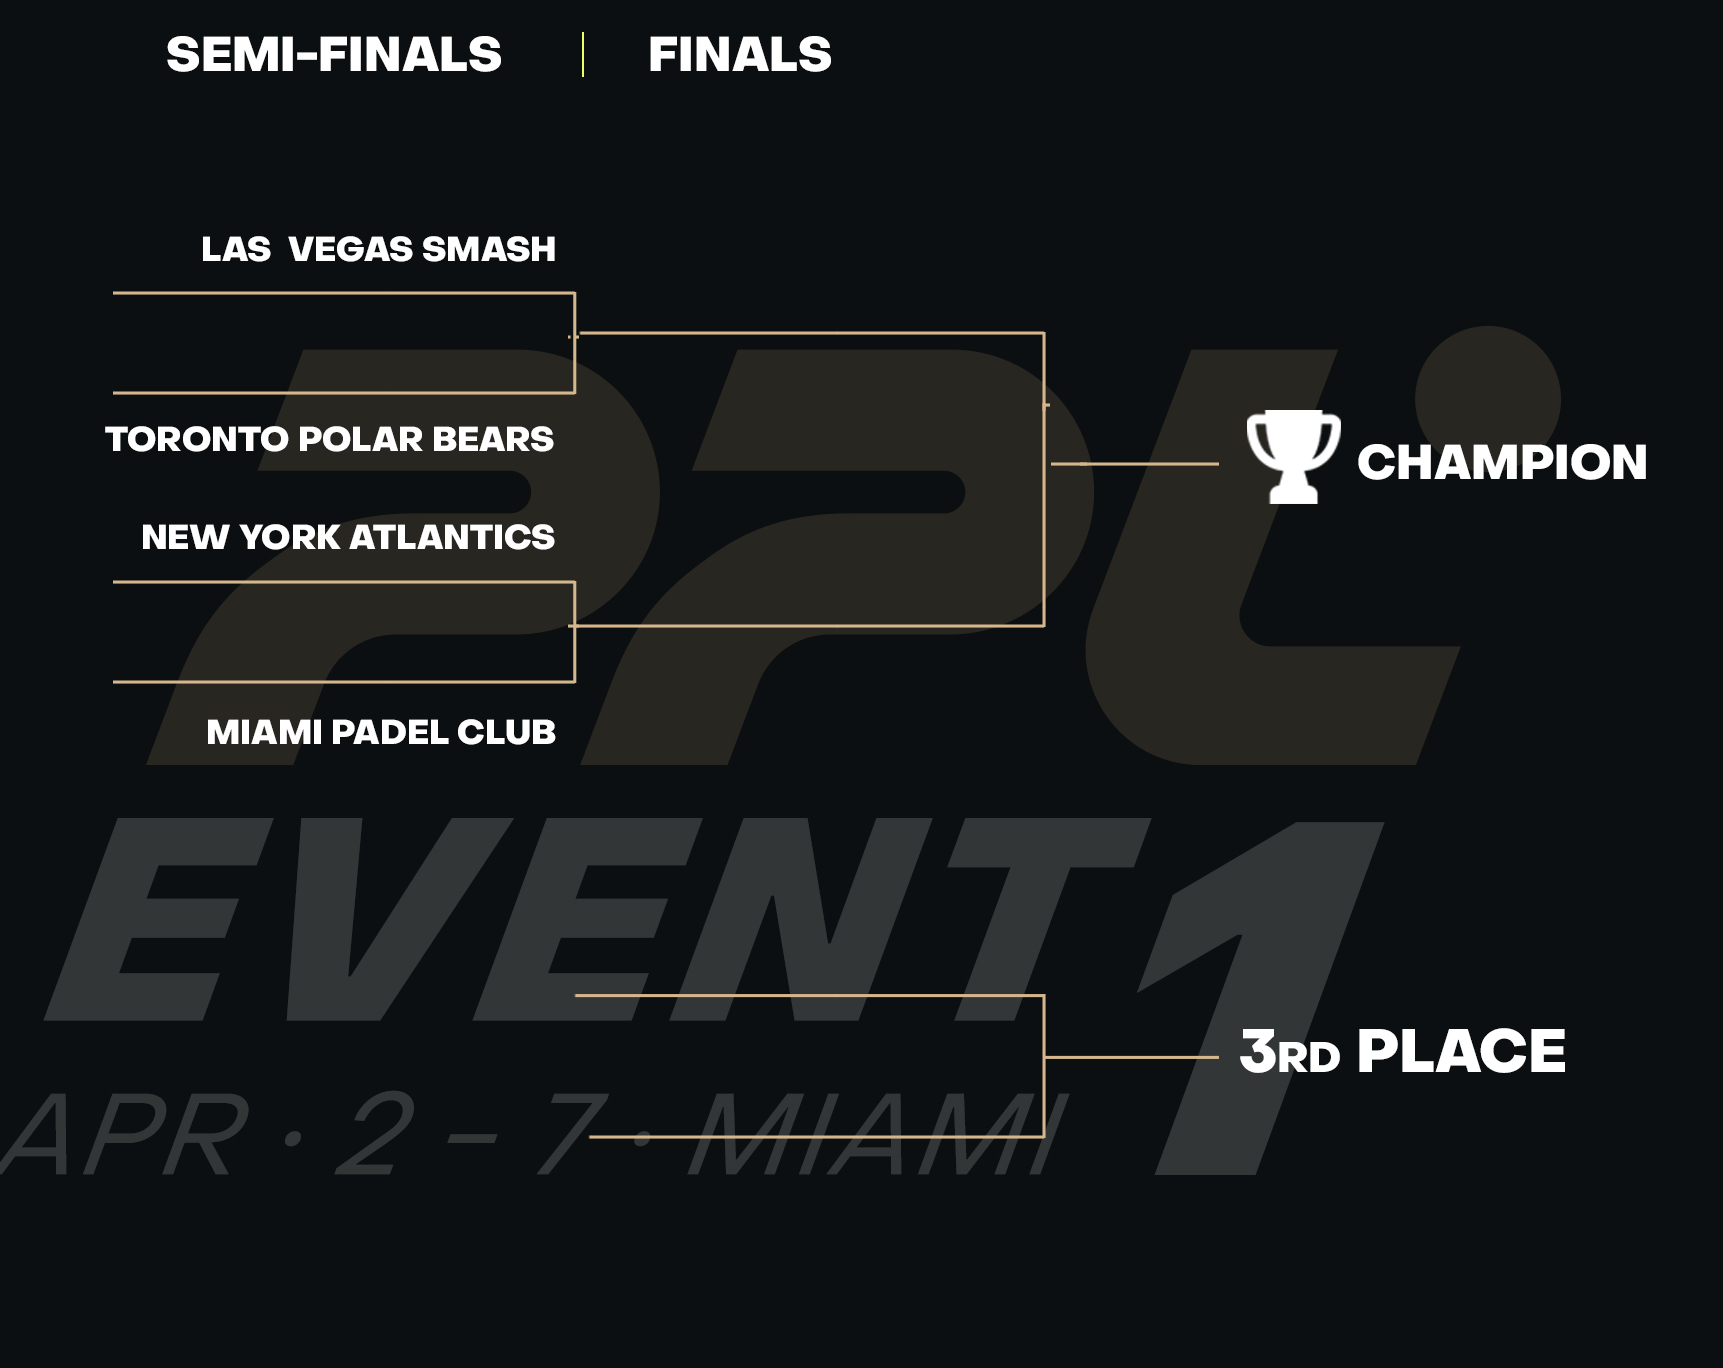 SEMI-FINALS | FINALS
LAS VEGAS SMASH
TORONTO POLAR BEARS
NEW YORK ATLANTICS
MIAMI PADEL CLUB
CHAMPION
PPL
EVENT 1
3RD PLACE
APR · 2 - 7 · MIAMI